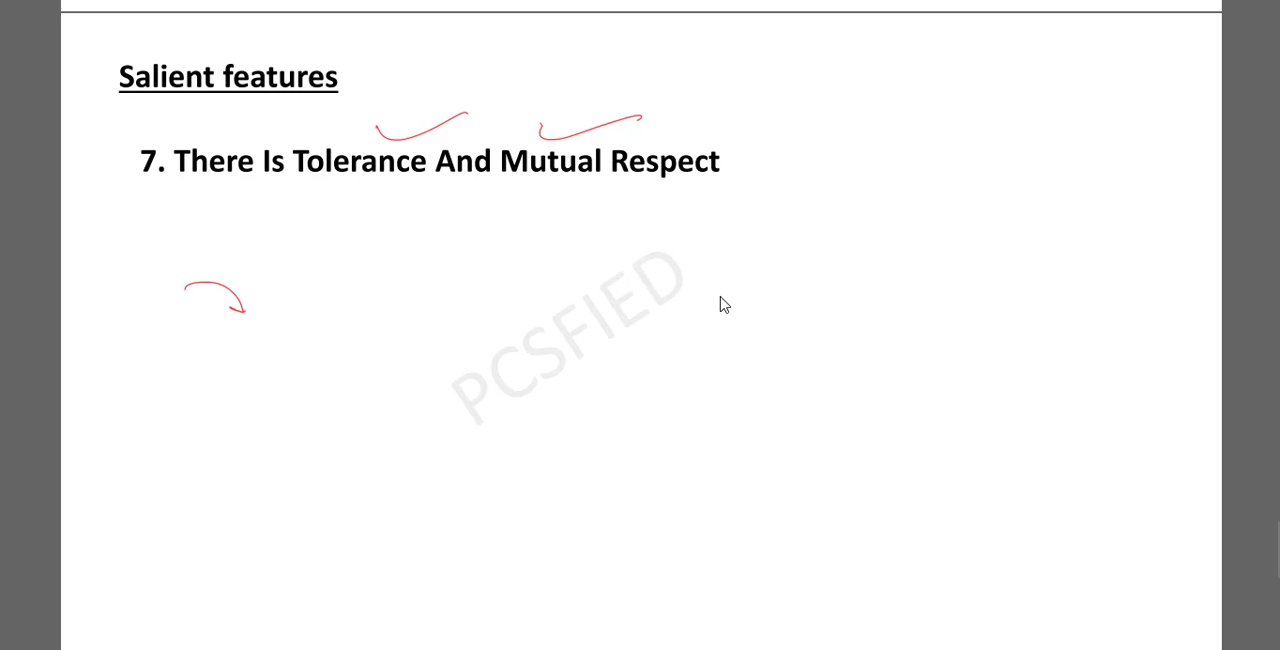 Salient features
7. There Is Tolerance And Mutual Respect
PCSFIED